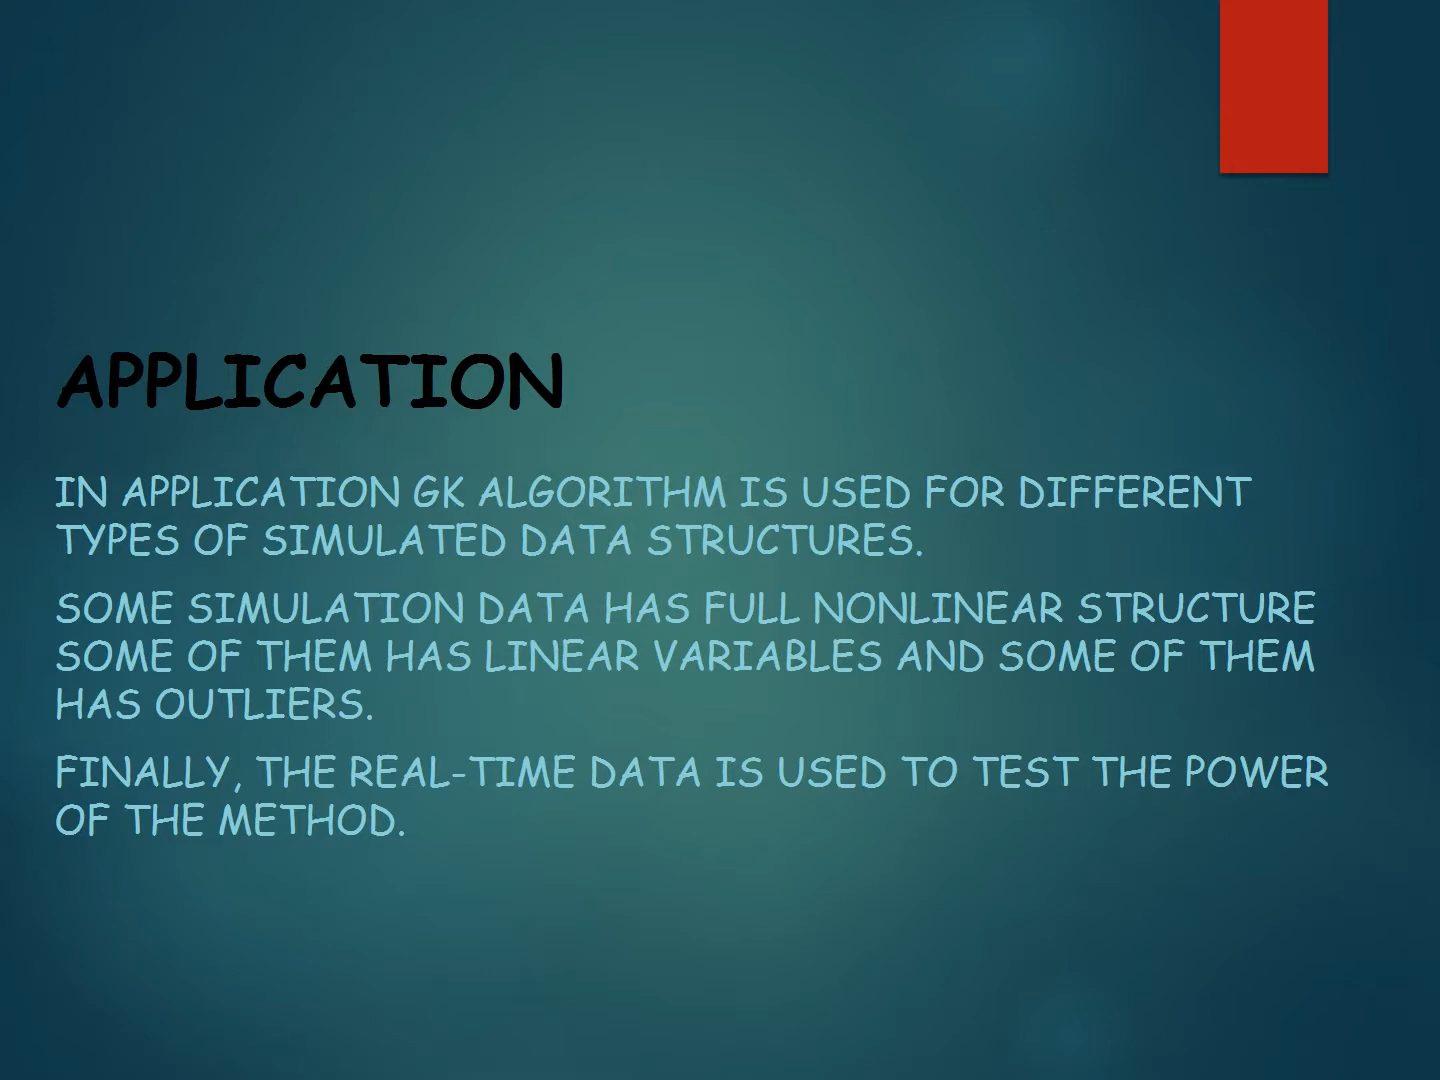 APPLICATION
IN APPLICATION GK ALGORITHM IS USED FOR DIFFERENT
TYPES OF SIMULATED DATA STRUCTURES.
SOME SIMULATION DATA HAS FULL NONLINEAR STRUCTURE
SOME OF THEM HAS LINEAR VARIABLES AND SOME OF THEM
HAS OUTLIERS.
FINALLY, THE REAL-TIME DATA IS USED TO TEST THE POWER
OF THE METHOD.